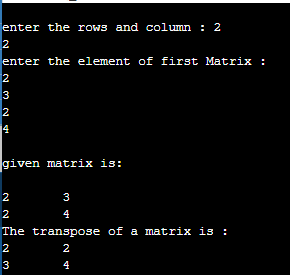 enter the rows and column : 2
2
enter the element of first Matrix :
2
3
2
4
given matrix is:
2 3
2 4
The transpose of a matrix is :
2 2
3 4